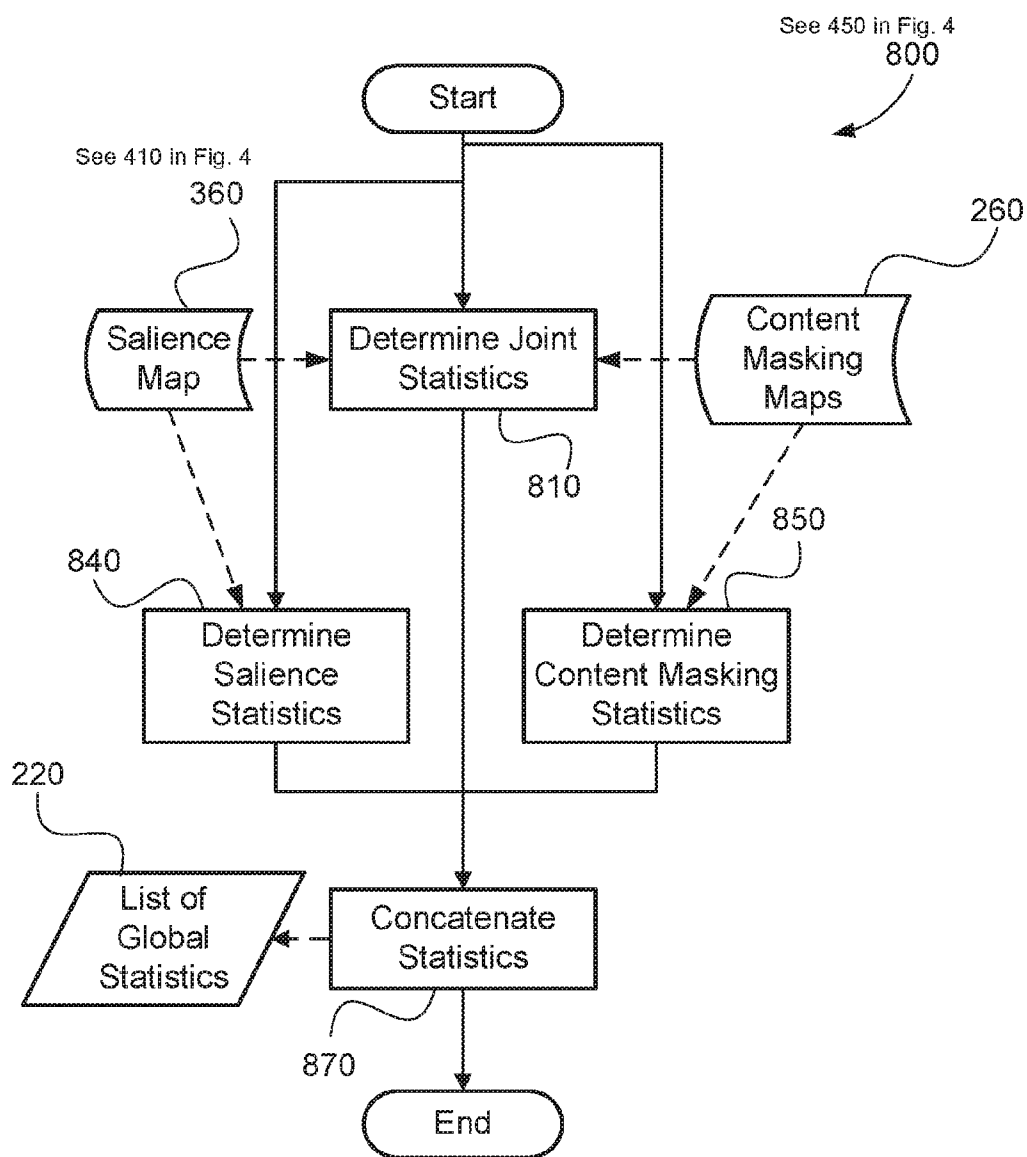 See 450 in Fig. 4
800
Start
See 410 in Fig. 4
360
260
Salience
Map
Determine Joint
Statistics
Content
Masking
Maps
810
840
850
Determine
Salience
Statistics
Determine
Content Masking
Statistics
220
List of
Global
Statistics
Concatenate
Statistics
870
End